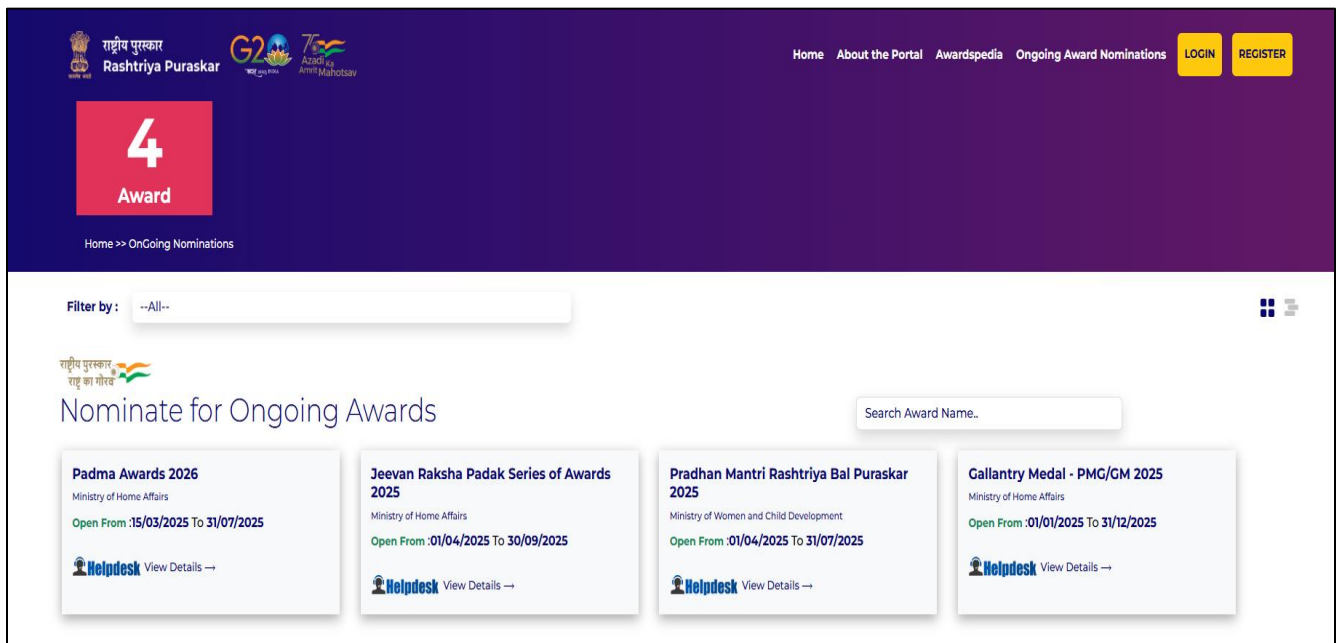 राष्ट्रीय पुरस्कार
Rashtriya Puraskar
G20
75
Azadi Ka
Amrit Mahotsav
Home About the Portal Awardspedia Ongoing Award Nominations LOGIN REGISTER
4
Award
Home >> OnGoing Nominations
Filter by : --All--
राष्ट्रीय पुरस्कार
राष्ट्र का गौरव
Nominate for Ongoing Awards
Search Award Name..
Padma Awards 2026
Ministry of Home Affairs
Open From :15/03/2025 To 31/07/2025
Helpdesk View Details →
Jeevan Raksha Padak Series of Awards
2025
Ministry of Home Affairs
Open From :01/04/2025 To 30/09/2025
Helpdesk View Details →
Pradhan Mantri Rashtriya Bal Puraskar
2025
Ministry of Women and Child Development
Open From :01/04/2025 To 31/07/2025
Helpdesk View Details →
Gallantry Medal - PMG/GM 2025
Ministry of Home Affairs
Open From :01/01/2025 To 31/12/2025
Helpdesk View Details →